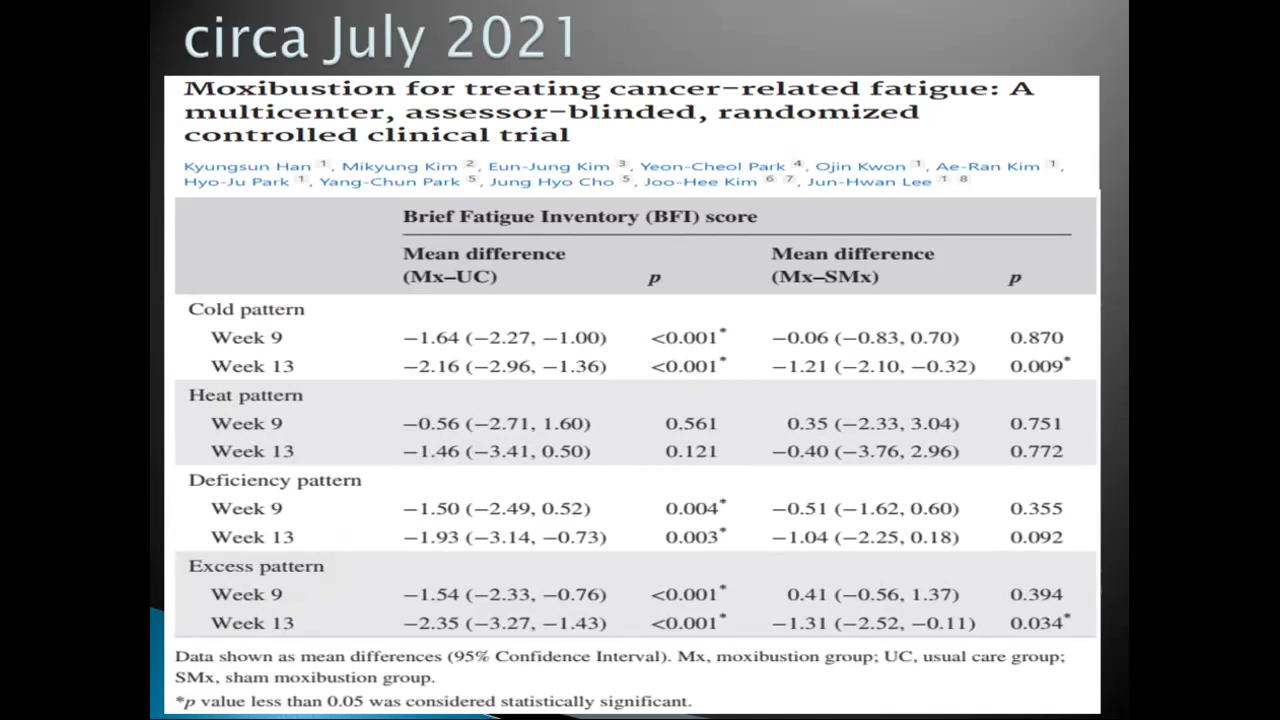 circa July 2021
Moxibustion for treating cancer-related fatigue: A
multicenter, assessor-blinded, randomized
controlled clinical trial
Kyungsun Han 1, Mikyung Kim 2, Eun-Jung Kim 3, Yeon-Cheol Park 4, Ojin Kwon 1, Ae-Ran Kim 1,
Hyo-Ju Park 1, Yang-Chun Park 5, Jung Hyo Cho 5, Joo-Hee Kim 6 7, Jun-Hwan Lee 1 8
Brief Fatigue Inventory (BFI) score
Mean difference Mean difference
(Mx–UC) p (Mx–SMx) p
Cold pattern
Week 9 −1.64 (−2.27, −1.00) <0.001* −0.06 (−0.83, 0.70) 0.870
Week 13 −2.16 (−2.96, −1.36) <0.001* −1.21 (−2.10, −0.32) 0.009*
Heat pattern
Week 9 −0.56 (−2.71, 1.60) 0.561 0.35 (−2.33, 3.04) 0.751
Week 13 −1.46 (−3.41, 0.50) 0.121 −0.40 (−3.76, 2.96) 0.772
Deficiency pattern
Week 9 −1.50 (−2.49, 0.52) 0.004* −0.51 (−1.62, 0.60) 0.355
Week 13 −1.93 (−3.14, −0.73) 0.003* −1.04 (−2.25, 0.18) 0.092
Excess pattern
Week 9 −1.54 (−2.33, −0.76) <0.001* 0.41 (−0.56, 1.37) 0.394
Week 13 −2.35 (−3.27, −1.43) <0.001* −1.31 (−2.52, −0.11) 0.034*
Data shown as mean differences (95% Confidence Interval). Mx, moxibustion group; UC, usual care group;
SMx, sham moxibustion group.
*p value less than 0.05 was considered statistically significant.